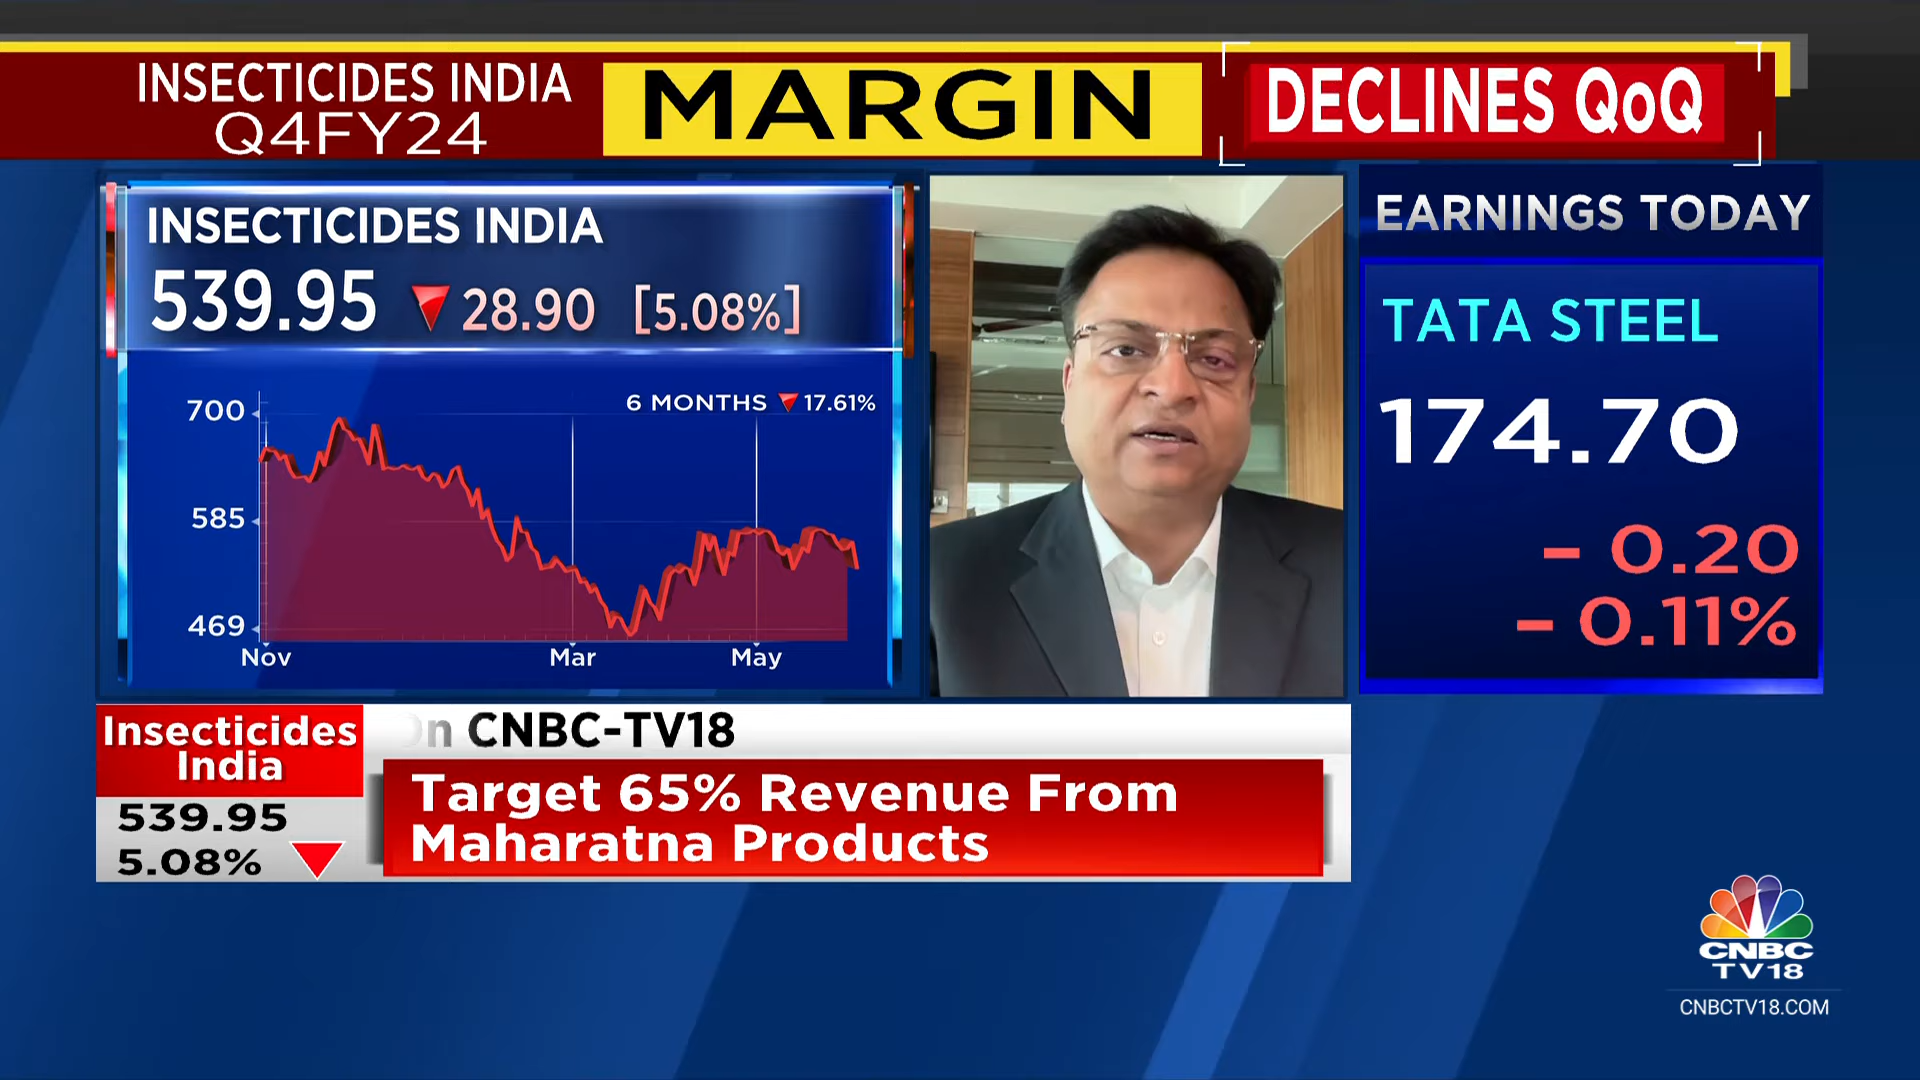 INSECTICIDES INDIA
Q4FY24
MARGIN
DECLINES QoQ
INSECTICIDES INDIA
539.95 ▼ 28.90 [5.08%]
6 MONTHS ▼ 17.61%
700
585
469
Nov Mar May
EARNINGS TODAY
TATA STEEL
174.70
- 0.20
- 0.11%
Insecticides
India
539.95
5.08%
On CNBC-TV18
Target 65% Revenue From
Maharatna Products
CNBC
TV18
CNBCTV18.COM